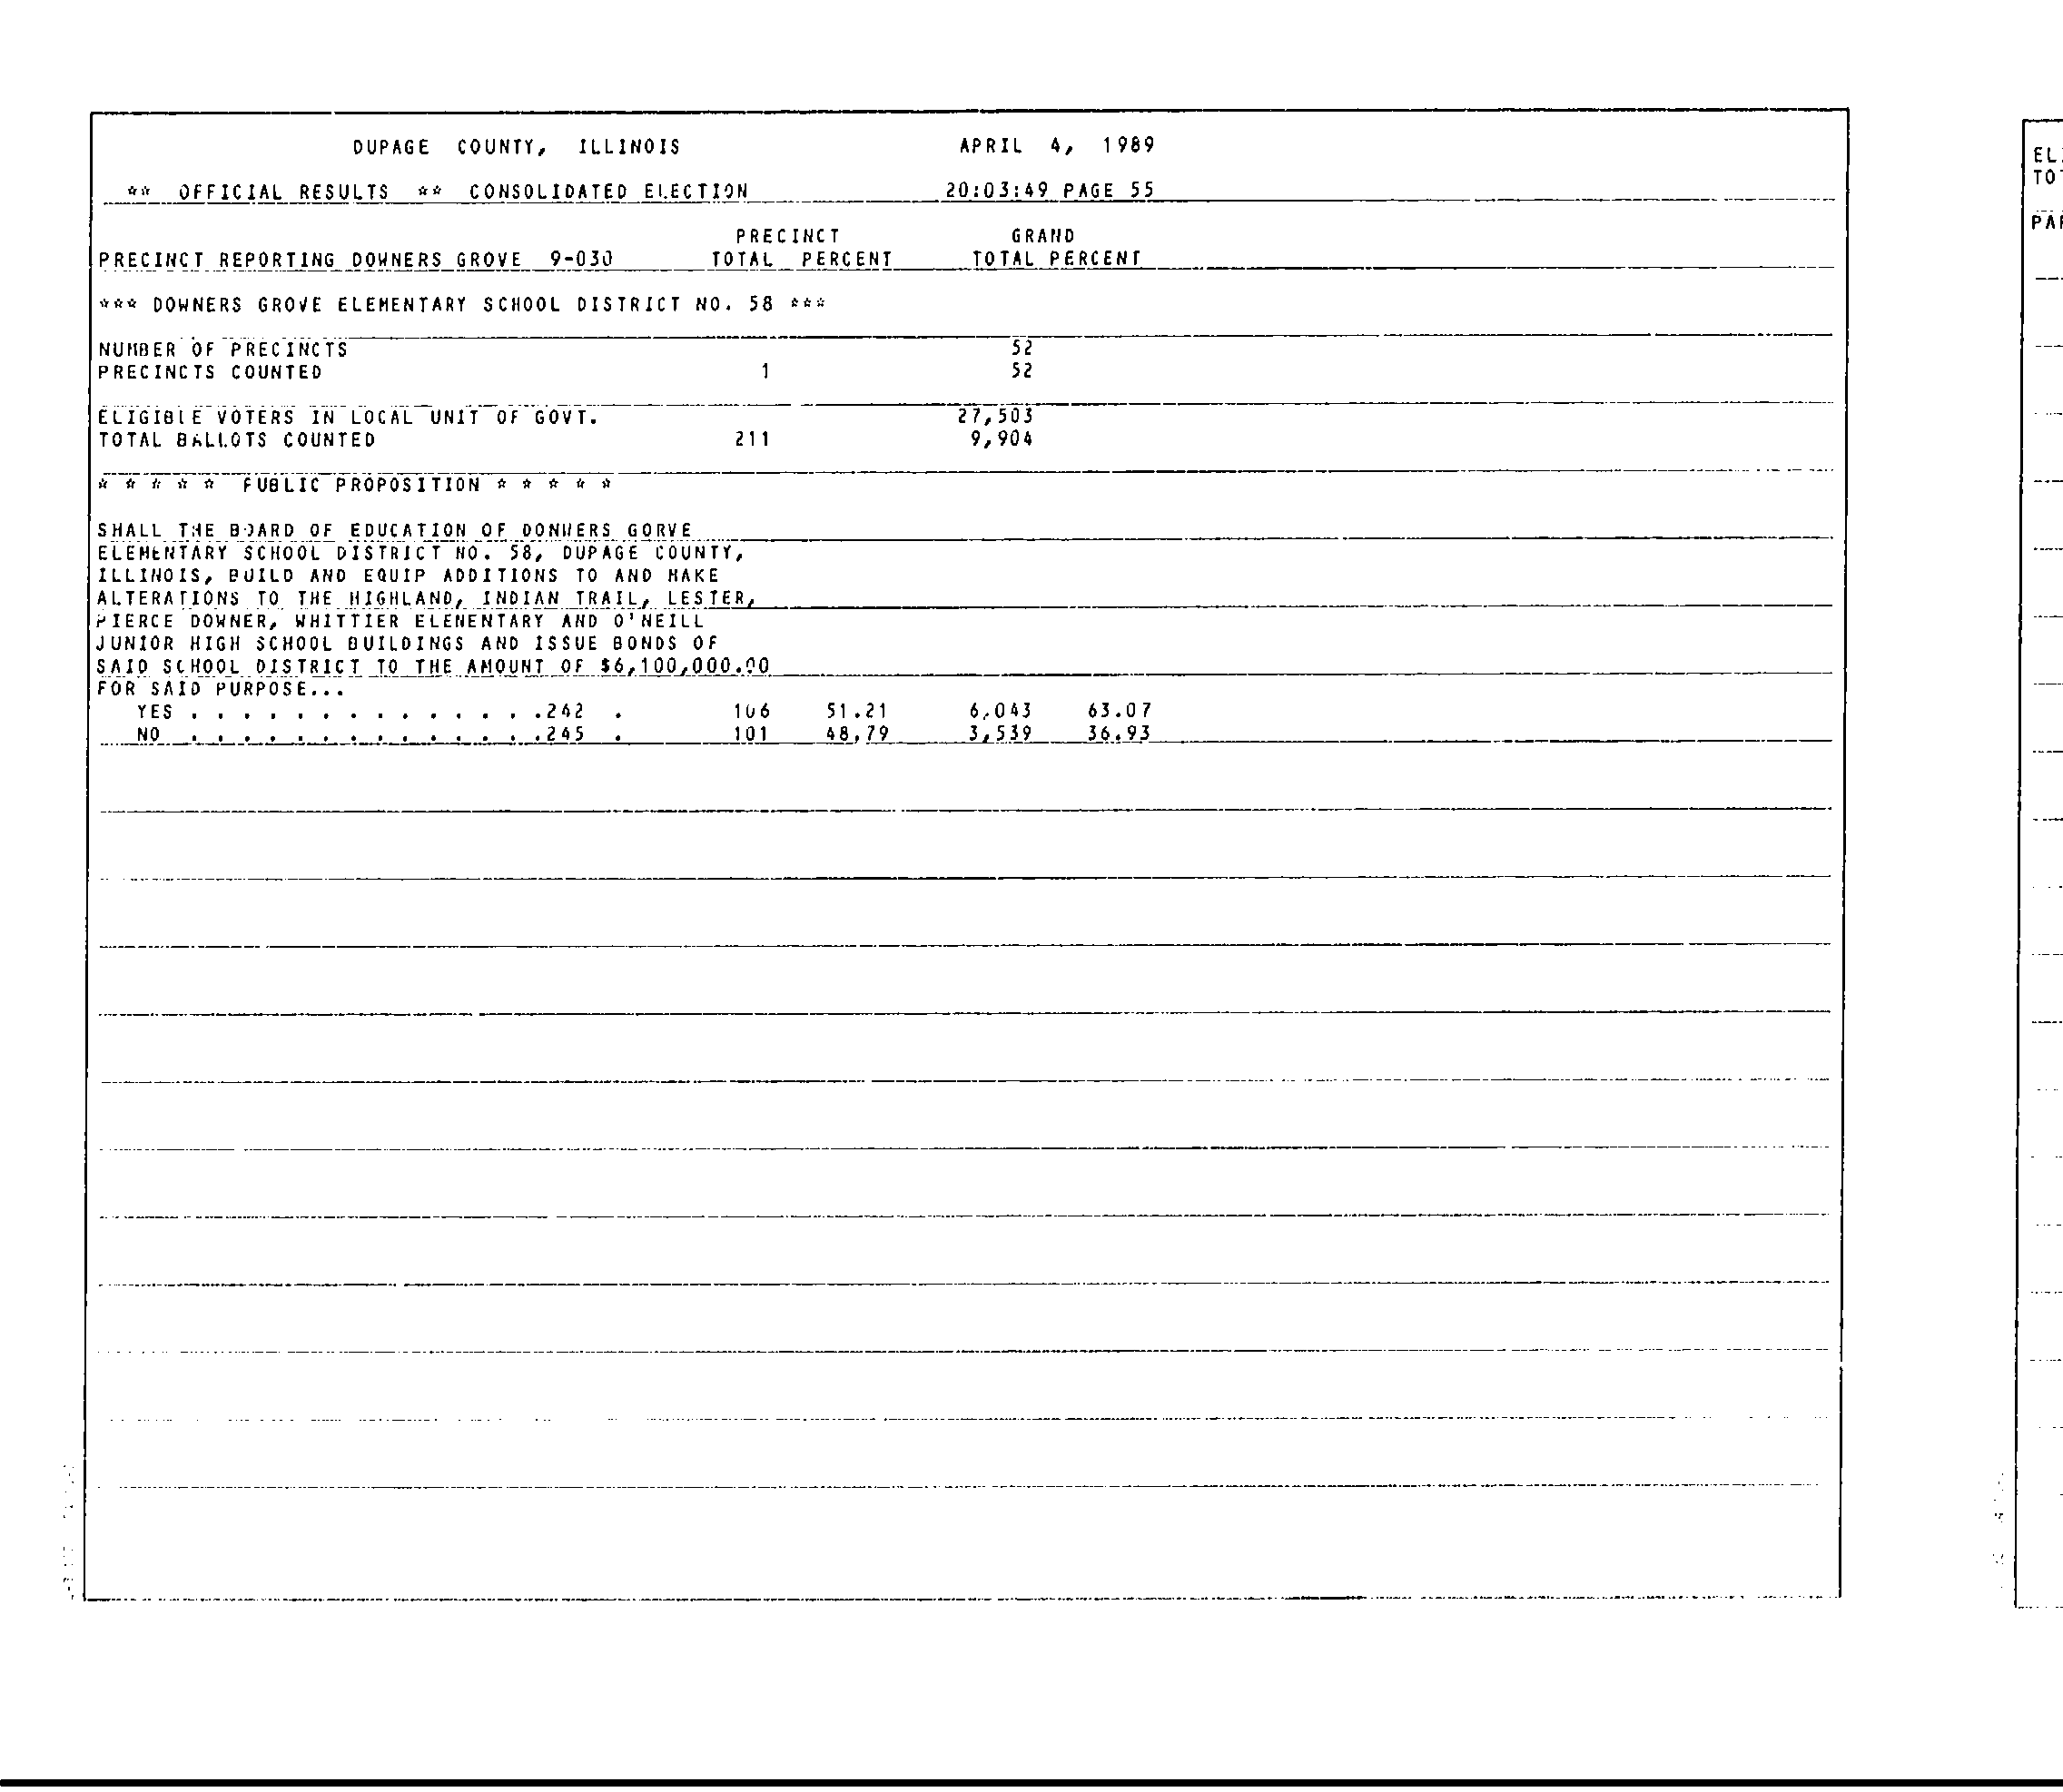 DUPAGE COUNTY, ILLINOIS APRIL 4, 1989
** OFFICIAL RESULTS ** CONSOLIDATED ELECTION 20:03:49 PAGE 55
PRECINCT GRAND
PRECINCT REPORTING DOWNERS GROVE 9-030 TOTAL PERCENT TOTAL PERCENT
*** DOWNERS GROVE ELEMENTARY SCHOOL DISTRICT NO. 58 ***
NUMBER OF PRECINCTS 52
PRECINCTS COUNTED 1 52
ELIGIBLE VOTERS IN LOCAL UNIT OF GOVT. 27,503
TOTAL BALLOTS COUNTED 211 9,904
* * * * * PUBLIC PROPOSITION * * * * *
SHALL THE BOARD OF EDUCATION OF DONWERS GORVE
ELEMENTARY SCHOOL DISTRICT NO. 58, DUPAGE COUNTY,
ILLINOIS, BUILD AND EQUIP ADDITIONS TO AND MAKE
ALTERATIONS TO THE HIGHLAND, INDIAN TRAIL, LESTER,
PIERCE DOWNER, WHITTIER ELEMENTARY AND O'NEILL
JUNIOR HIGH SCHOOL BUILDINGS AND ISSUE BONDS OF
SAID SCHOOL DISTRICT TO THE AMOUNT OF $6,100,000.00
FOR SAID PURPOSE...
YES . . . . . . . . . . . . . .242 . 106 51.21 6,043 63.07
NO . . . . . . . . . . . . . .245 . 101 48.79 3,539 36.93
EL
TO
PA